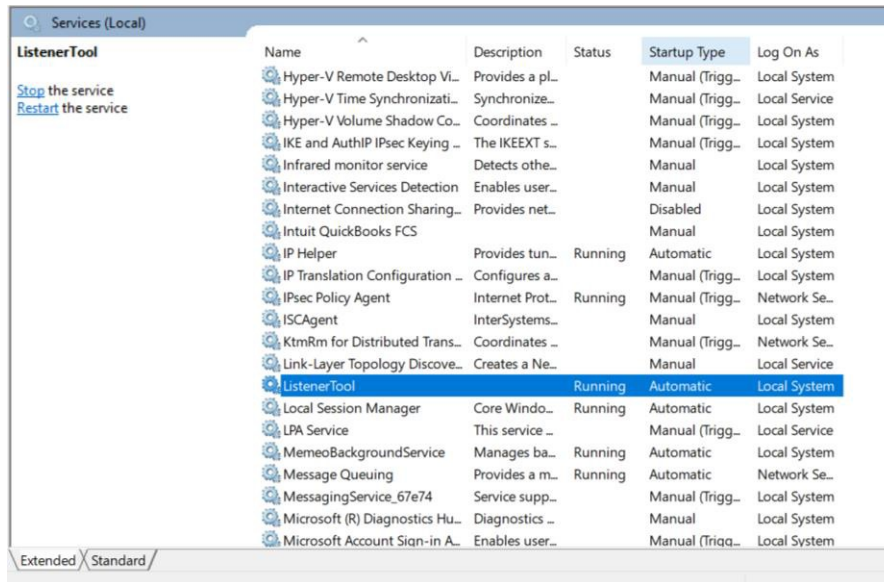 Services (Local)
ListenerTool
Stop the service
Restart the service
Name Description Status Startup Type Log On As
Hyper-V Remote Desktop Vi... Provides a pl... Manual (Trigg... Local System
Hyper-V Time Synchronizati... Synchronize... Manual (Trigg... Local Service
Hyper-V Volume Shadow Co... Coordinates ... Manual (Trigg... Local System
IKE and AuthIP IPsec Keying ... The IKEEXT s... Manual (Trigg... Local System
Infrared monitor service Detects othe... Manual Local System
Interactive Services Detection Enables user... Manual Local System
Internet Connection Sharing... Provides net... Disabled Local System
Intuit QuickBooks FCS Manual Local System
IP Helper Provides tun... Running Automatic Local System
IP Translation Configuration ... Configures a... Manual (Trigg... Local System
IPsec Policy Agent Internet Prot... Running Manual (Trigg... Network Se...
ISCAgent InterSystems... Manual Local System
KtmRm for Distributed Trans... Coordinates ... Manual (Trigg... Network Se...
Link-Layer Topology Discove... Creates a Ne... Manual Local Service
ListenerTool Running Automatic Local System
Local Session Manager Core Windo... Running Automatic Local System
LPA Service This service ... Manual (Trigg... Local Service
MemeoBackgroundService Manages ba... Running Automatic Local System
Message Queuing Provides a m... Running Automatic Network Se...
MessagingService_67e74 Service supp... Manual (Trigg... Local System
Microsoft (R) Diagnostics Hu... Diagnostics ... Manual Local System
Microsoft Account Sign-in A... Enables user... Manual (Trigg... Local System
Extended Standard